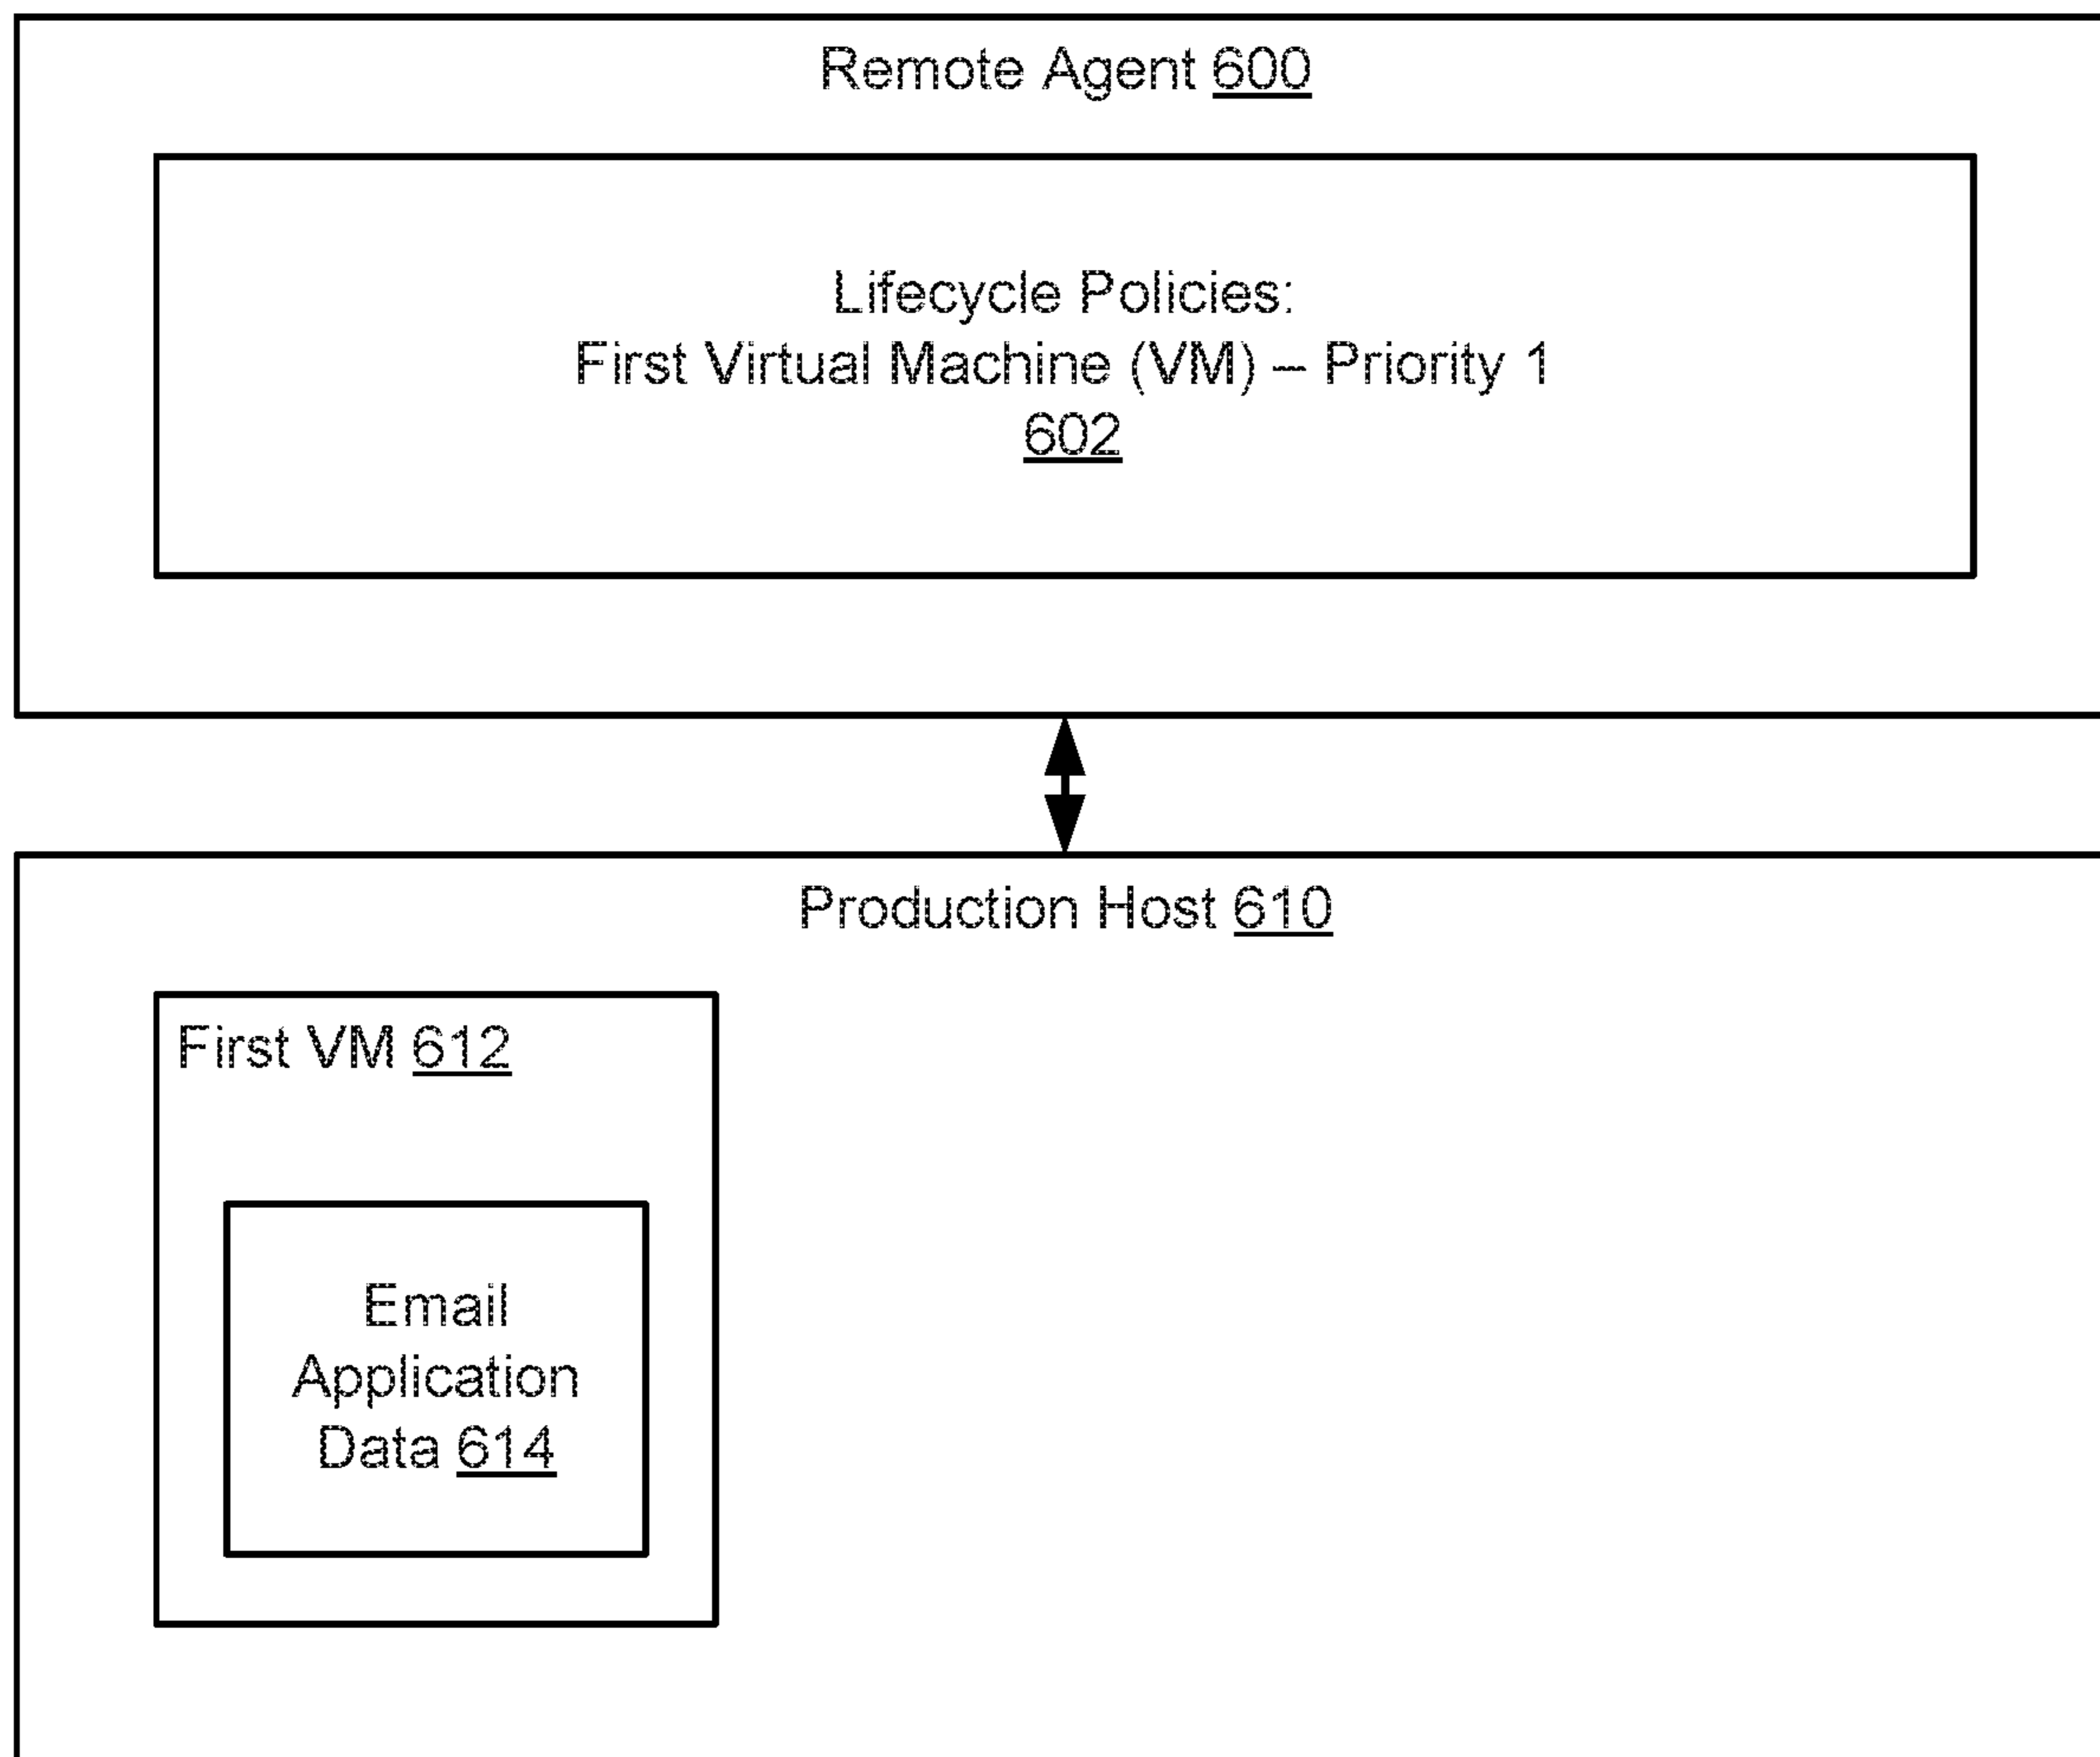 Remote Agent 600
Lifecycle Policies:
First Virtual Machine (VM) – Priority 1
602
Production Host 610
First VM 612
Email
Application
Data 614